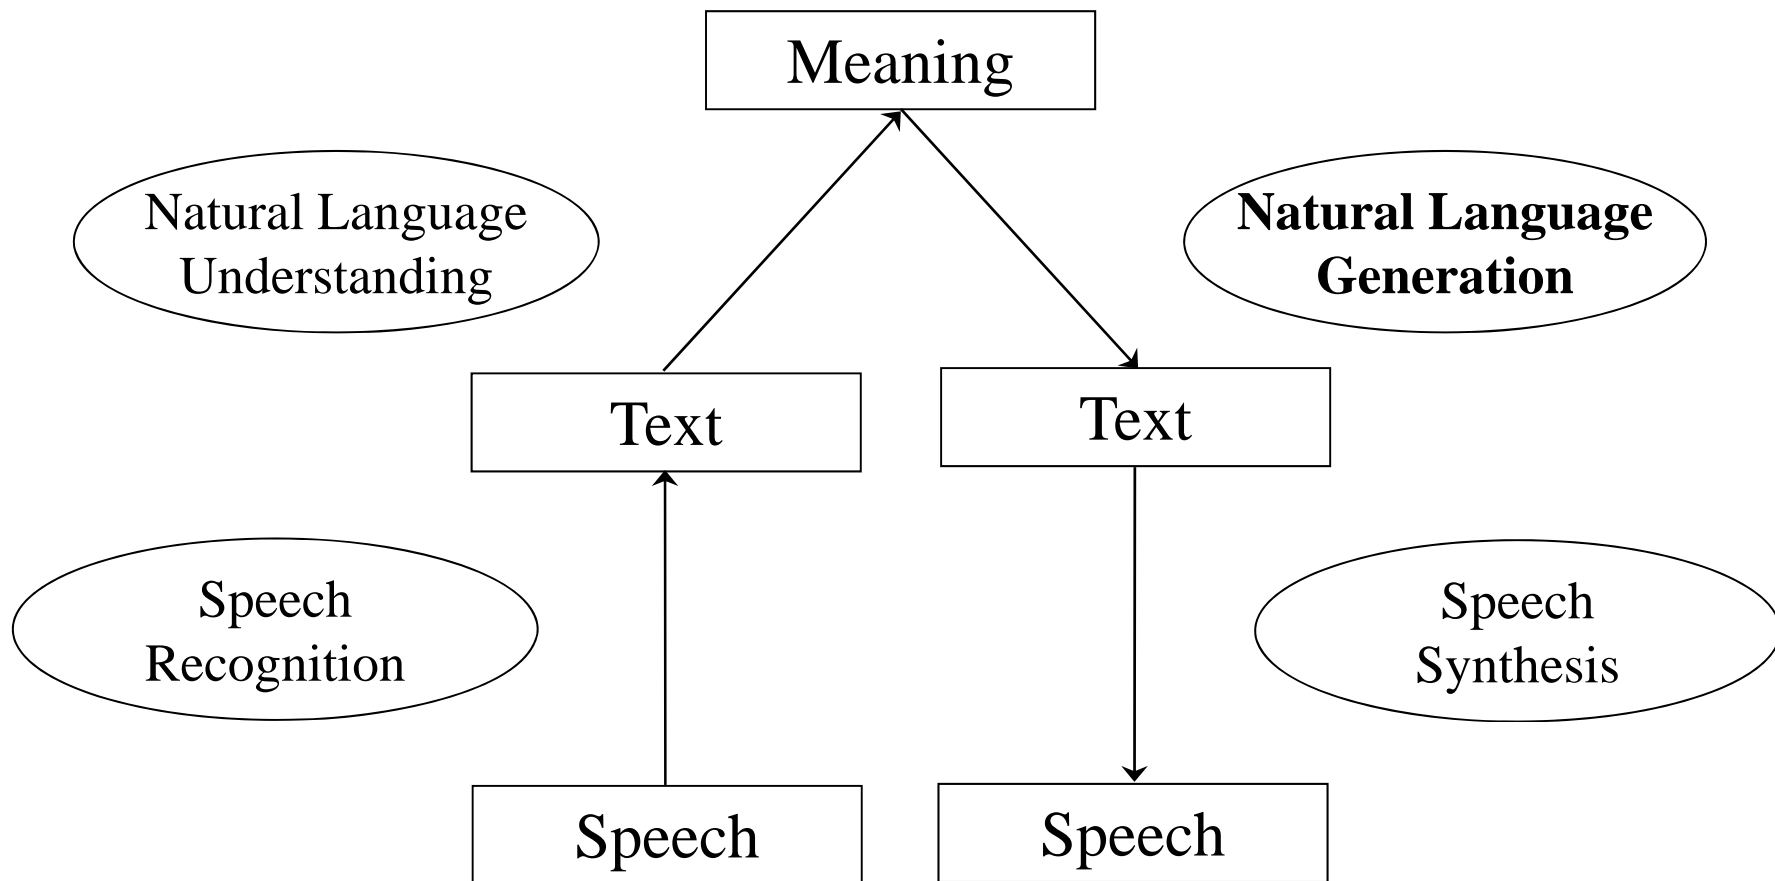 Meaning
Natural Language
Understanding
Natural Language
Generation
Text
Text
Speech
Recognition
Speech
Synthesis
Speech
Speech